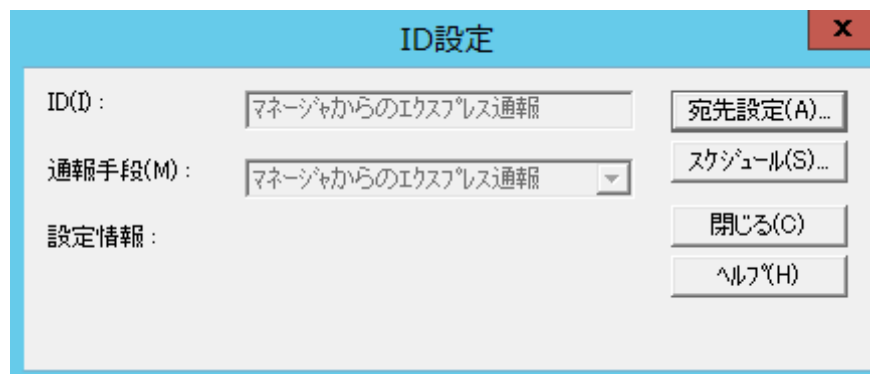 ID設定
x
ID(I) :
ﾏﾈｰｼﾞｬからのｴｸｽﾌﾟﾚｽ通報
宛先設定(A)...
通報手段(M) :
ﾏﾈｰｼﾞｬからのｴｸｽﾌﾟﾚｽ通報
ｽｹｼﾞｭｰﾙ(S)...
設定情報 :
閉じる(C)
ﾍﾙﾌﾟ(H)